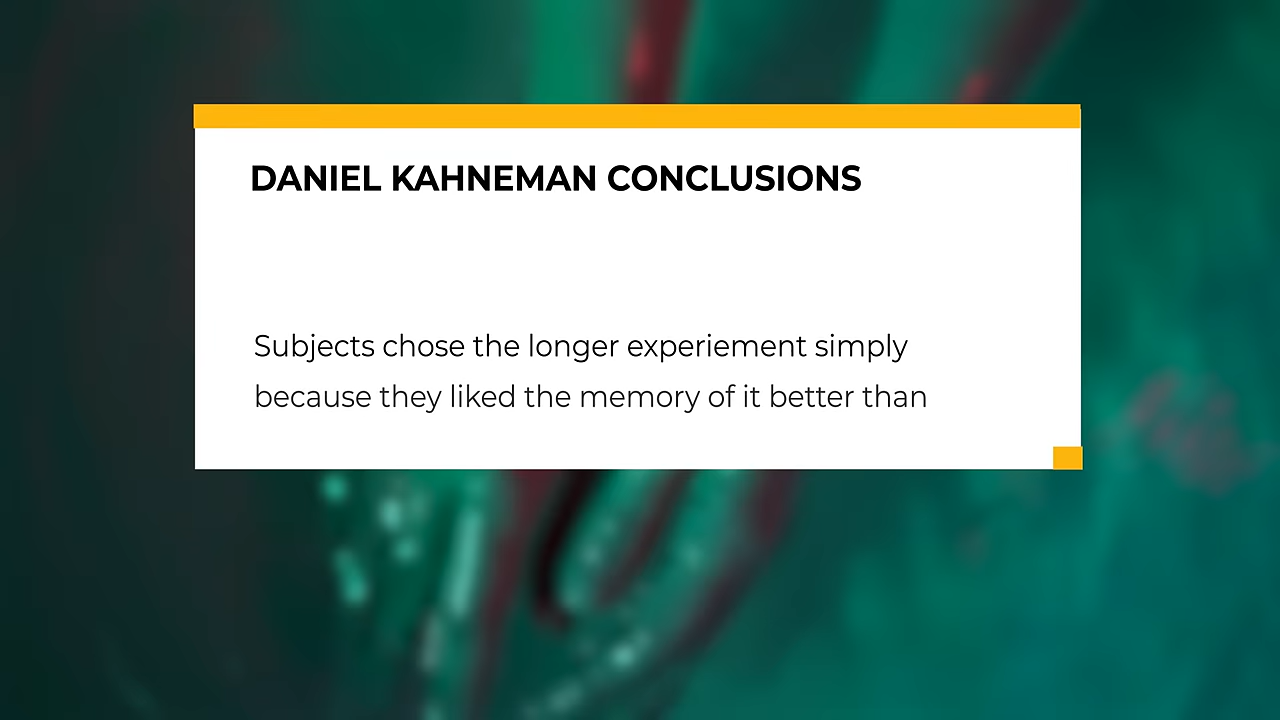 DANIEL KAHNEMAN CONCLUSIONS
Subjects chose the longer experiement simply
because they liked the memory of it better than